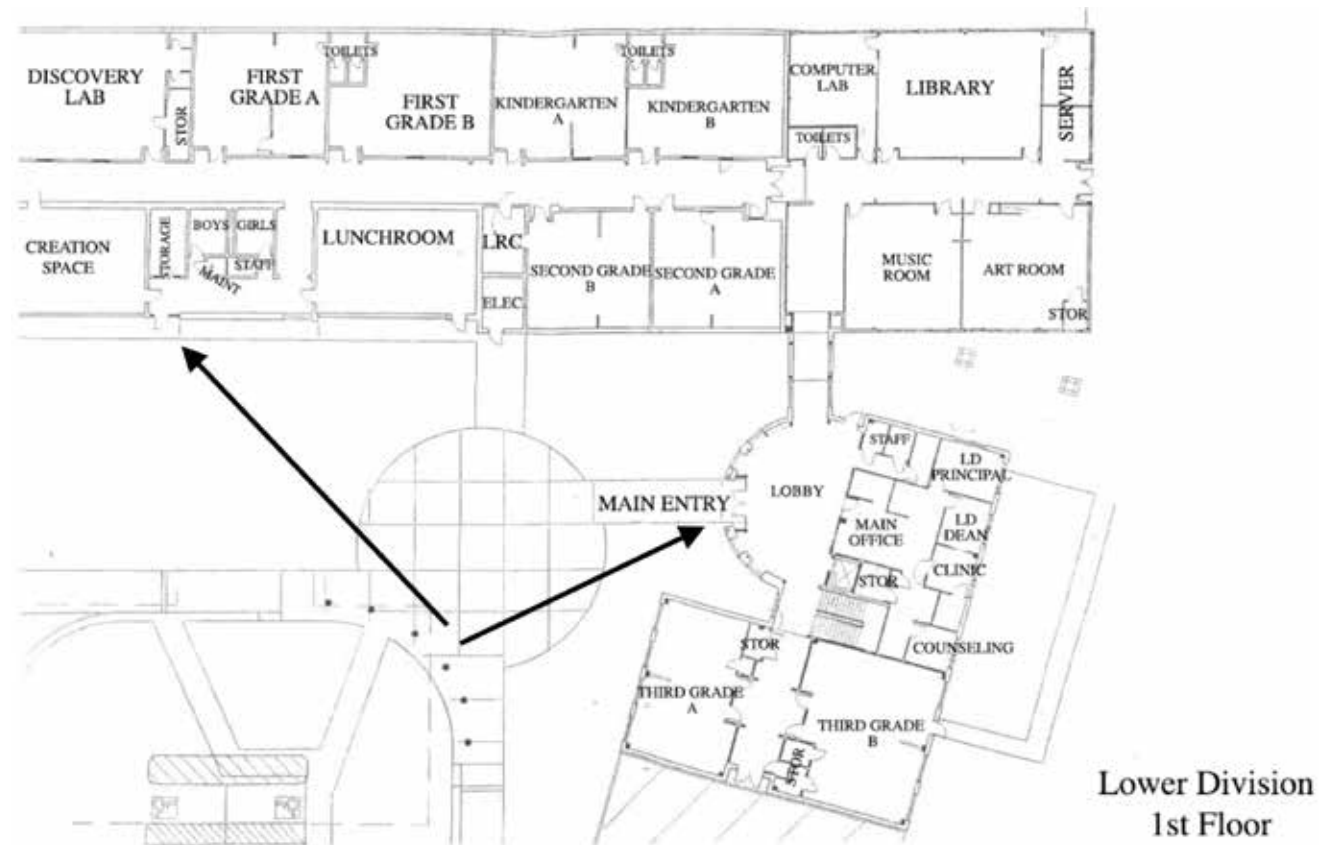 DISCOVERY
LAB
STOR
FIRST
GRADE A
TOILETS
FIRST
GRADE B
KINDERGARTEN
A
TOILETS
KINDERGARTEN
B
COMPUTER
LAB
TOILETS
LIBRARY
SERVER
CREATION
SPACE
STORAGE
BOYS
GIRLS
STAFF
MAINT
LUNCHROOM
LRC
ELEC.
SECOND GRADE
B
SECOND GRADE
A
MUSIC
ROOM
ART ROOM
STOR
MAIN ENTRY
LOBBY
STAFF
LD
PRINCIPAL
MAIN
OFFICE
LD
DEAN
CLINIC
STOR
COUNSELING
STOR
THIRD GRADE
A
THIRD GRADE
B
STOR
Lower Division
1st Floor